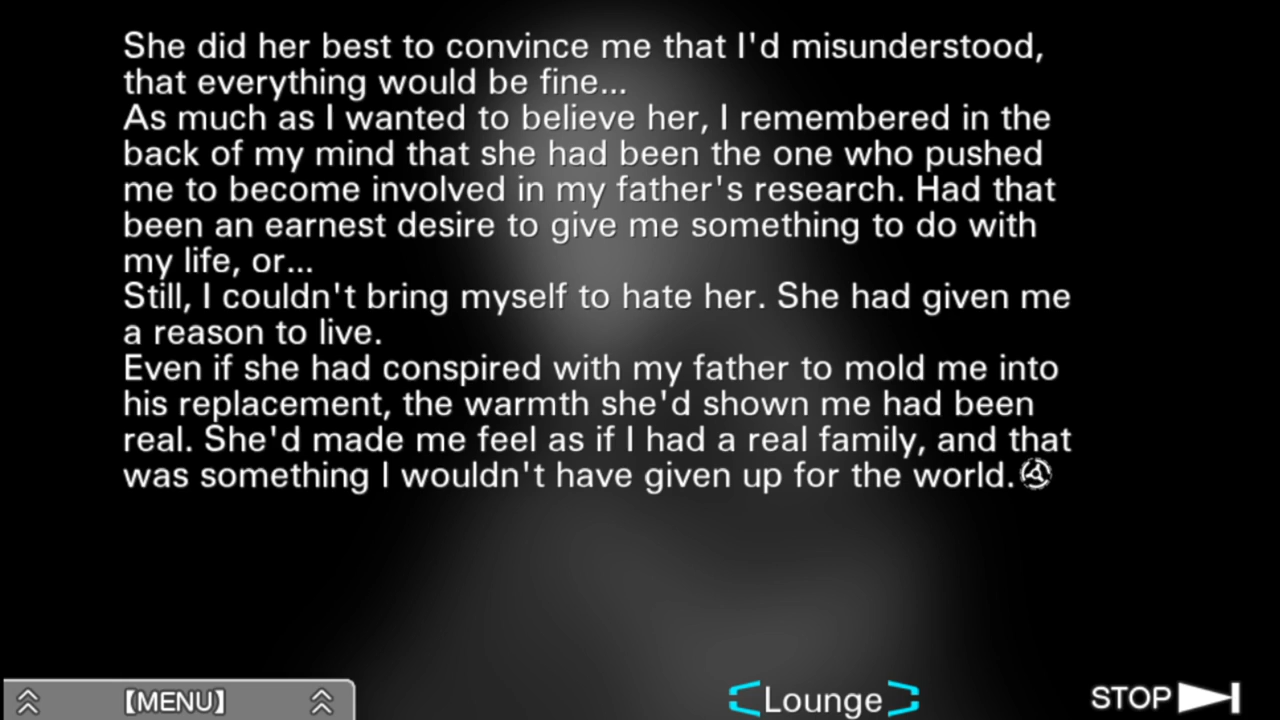 She did her best to convince me that I'd misunderstood,
that everything would be fine...
As much as I wanted to believe her, I remembered in the
back of my mind that she had been the one who pushed
me to become involved in my father's research. Had that
been an earnest desire to give me something to do with
my life, or...
Still, I couldn't bring myself to hate her. She had given me
a reason to live.
Even if she had conspired with my father to mold me into
his replacement, the warmth she'd shown me had been
real. She'd made me feel as if I had a real family, and that
was something I wouldn't have given up for the world.
【MENU】
Lounge
STOP